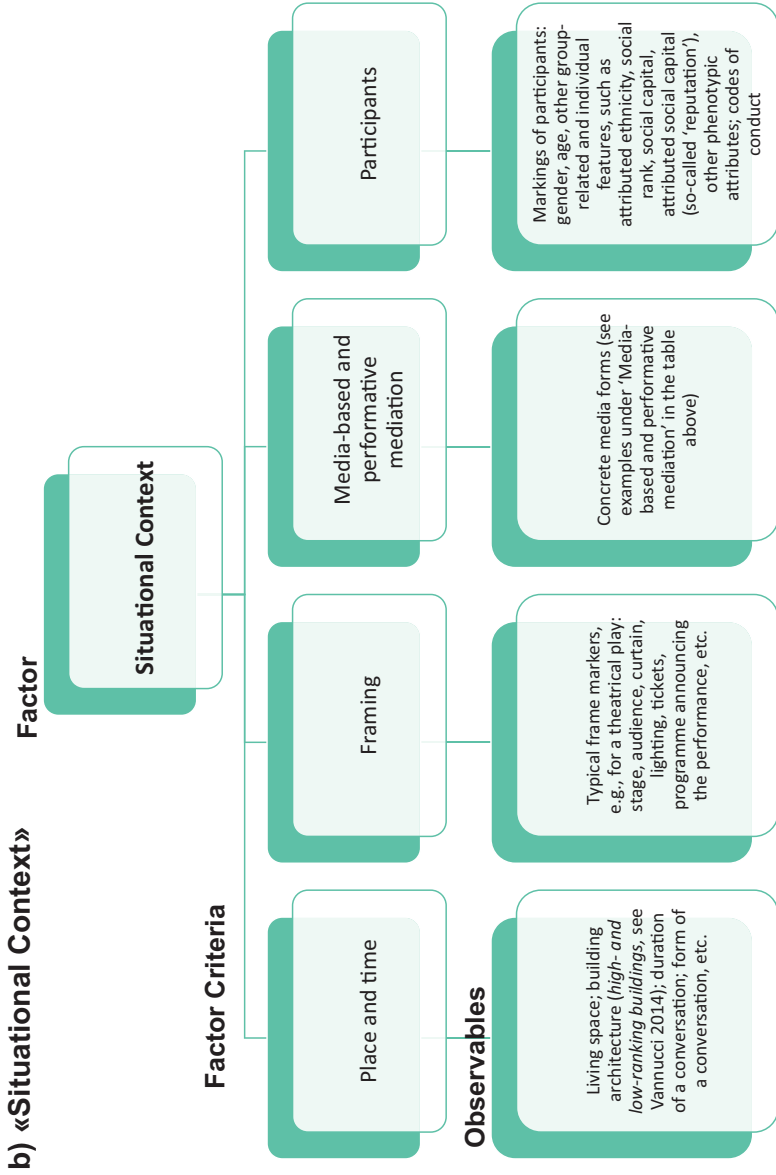 b) «Situational Context»
Factor
Situational Context
Factor Criteria
Place and time
Framing
Media-based and
performative
mediation
Participants
Observables
Living space; building
architecture (high- and
low-ranking buildings, see
Vannucci 2014); duration
of a conversation; form of
a conversation, etc.
Typical frame markers,
e.g., for a theatrical play:
stage, audience, curtain,
lighting, tickets,
programme announcing
the performance, etc.
Concrete media forms (see
examples under ‘Media-
based and performative
mediation’ in the table
above)
Markings of participants:
gender, age, other group-
related and individual
features, such as
attributed ethnicity, social
rank, social capital,
attributed social capital
(so-called ‘reputation’),
other phenotypic
attributes; codes of
conduct